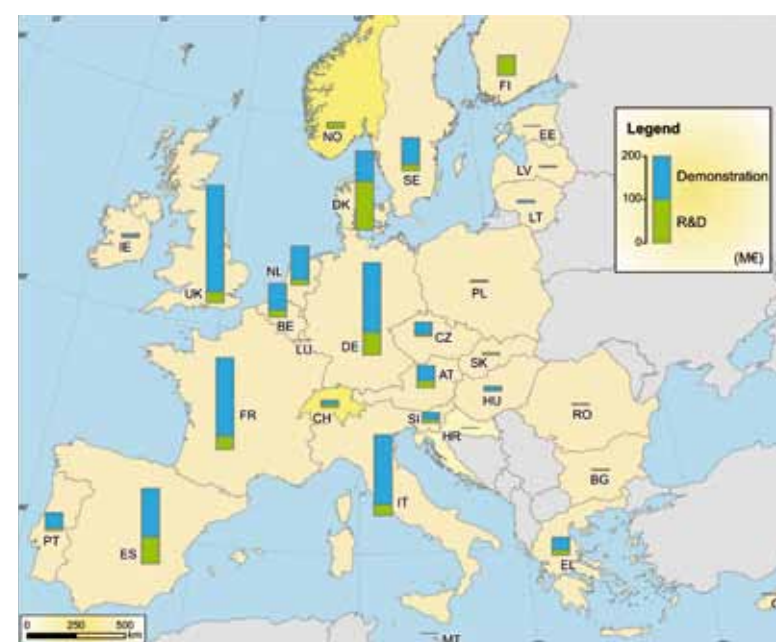 FI
NO
EE
Legend
LV
SE
200
Demonstration
DK
LT
100
R&D
IE
0
(M€)
NL
UK
PL
BE
CZ
LU
DE
SK
AT
HU
FR
CH
SI
RO
HR
BG
IT
PT
ES
EL
0 250 500
km
MT